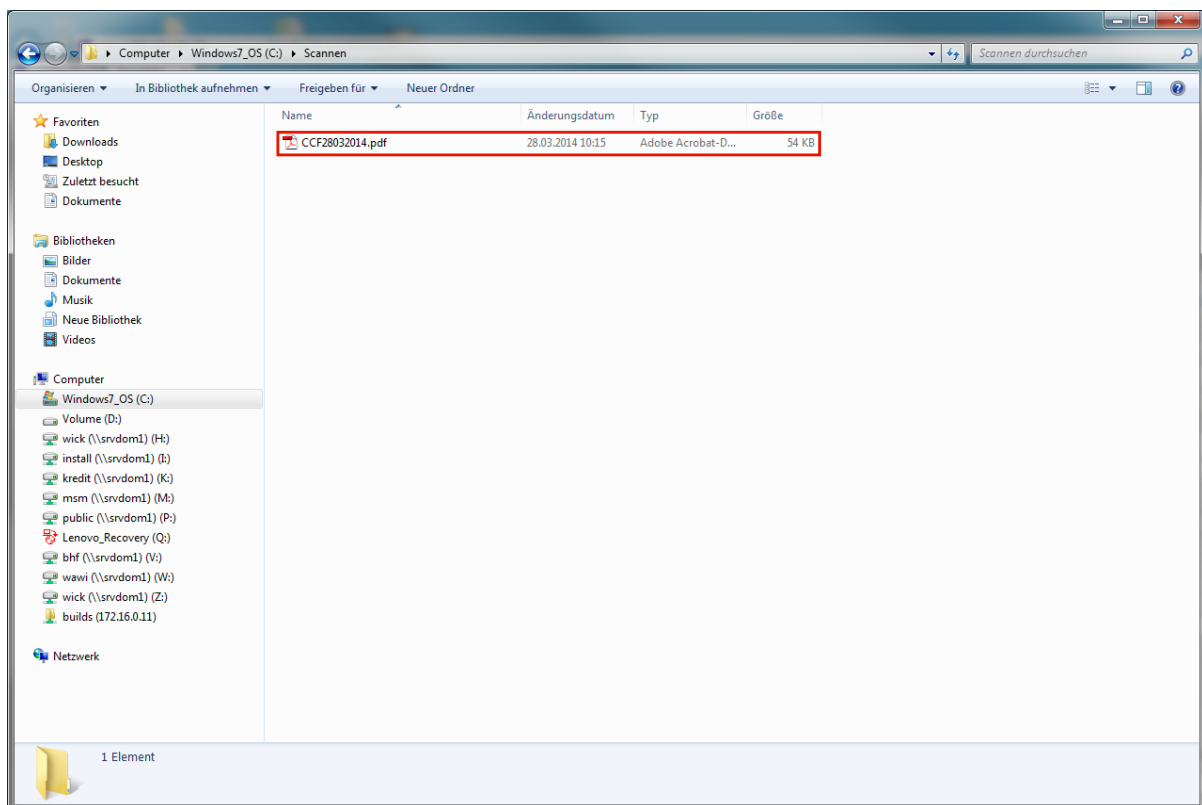 Computer ▸ Windows7_OS (C:) ▸ Scannen
Scannen durchsuchen
Organisieren In Bibliothek aufnehmen Freigeben für Neuer Ordner
Name Änderungsdatum Typ Größe
CCF28032014.pdf 28.03.2014 10:15 Adobe Acrobat-D... 54 KB
Favoriten
Downloads
Desktop
Zuletzt besucht
Dokumente
Bibliotheken
Bilder
Dokumente
Musik
Neue Bibliothek
Videos
Computer
Windows7_OS (C:)
Volume (D:)
wick (\\srvdom1) (H:)
install (\\srvdom1) (I:)
kredit (\\srvdom1) (K:)
msm (\\srvdom1) (M:)
public (\\srvdom1) (P:)
Lenovo_Recovery (Q:)
bhf (\\srvdom1) (V:)
wawi (\\srvdom1) (W:)
wick (\\srvdom1) (Z:)
builds (172.16.0.11)
Netzwerk
1 Element